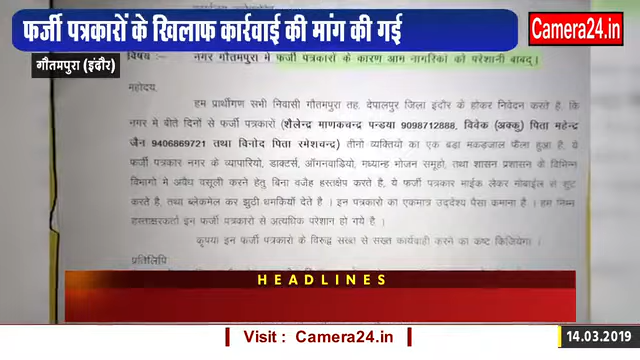 फर्जी पत्रकारों के खिलाफ कार्रवाई की मांग की गई
Camera24.in
गौतमपुरा (इंदौर)
विषय :- नगर गौतमपुरा मे फर्जी पत्रकारों के कारण आम नागरिको को परेशानी बाबद्।
महोदय,
हम प्रार्थीगण सभी निवासी गौतमपुरा तह. देपालपुर जिला इंदौर के होकर निवेदन करते है. कि
नगर मे बीते दिनों से फर्जी पत्रकारों (शैलेन्द्र माणकचन्द्र पन्डया 9098712888, विवेक (अक्कु) पिता महेन्द्र
जैन 9406869721 तथा विनोद पिता रमेशचन्द्र) तीनो व्यक्तियो का एक बडा मकड़जाल फैला हुआ है, ये
फर्जी पत्रकार नगर के व्यापारियो, डाक्टर्स, ऑगनवाडियो, मध्यान्ह भोजन समूहो, तथा शासन प्रशासन के विभिन्न
विभागो मे अवैध वसूली करने हेतु बिना वजेह हस्तक्षेप करते है, ये फर्जी पत्रकार माईक लेकर मोबाईल से शुट
करते है, तथा ब्लेकमेल कर झुठी धमकियाँ देते है। इन पत्रकारो का एकमात्र उद्देश्य पैसा कमाना है। हम निम्न
हस्ताक्षरकर्ता इन फर्जी पत्रकारो से अत्यधिक परेशान हो गये है।
कृपया इन फर्जी पत्रकारो के विरुद्ध सख्त से सख्त कार्यवाही करने का कष्ट किजियेगा।
प्रतिलिपि
HEADLINES
Visit : Camera24.in
14.03.2019